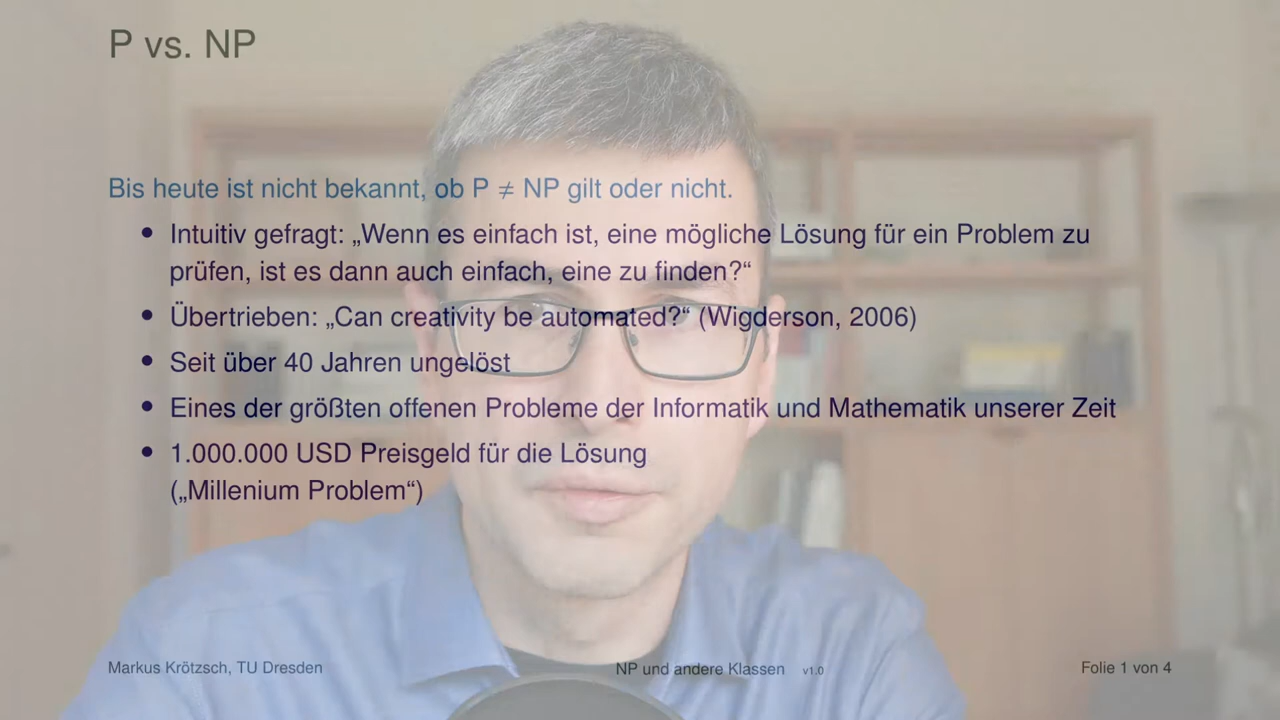 P vs. NP
Bis heute ist nicht bekannt, ob P ≠ NP gilt oder nicht.
• Intuitiv gefragt: „Wenn es einfach ist, eine mögliche Lösung für ein Problem zu
prüfen, ist es dann auch einfach, eine zu finden?“
• Übertrieben: „Can creativity be automated?“ (Wigderson, 2006)
• Seit über 40 Jahren ungelöst
• Eines der größten offenen Probleme der Informatik und Mathematik unserer Zeit
• 1.000.000 USD Preisgeld für die Lösung
(„Millenium Problem“)
Markus Krötzsch, TU Dresden NP und andere Klassen v1.0 Folie 1 von 4